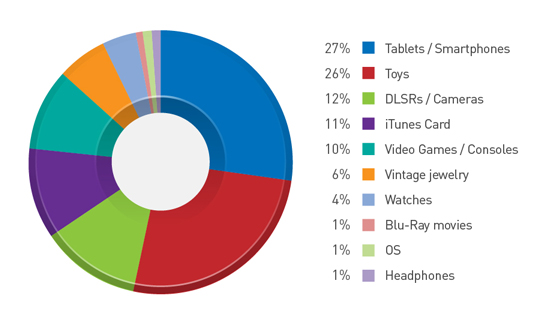 27% Tablets / Smartphones
26% Toys
12% DLSRs / Cameras
11% iTunes Card
10% Video Games / Consoles
6% Vintage jewelry
4% Watches
1% Blu-Ray movies
1% OS
1% Headphones